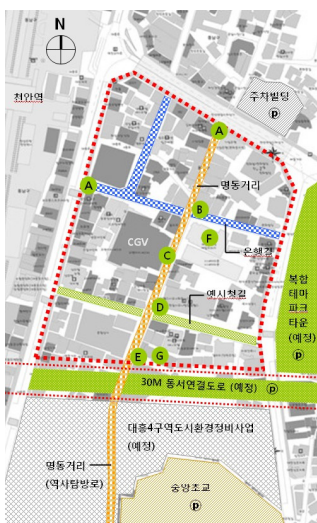 N
천안역
주차빌딩
ⓟ
A
A
명동거리
B
F
은행길
CGV
C
복합
테마
파크
타운
(예정)
ⓟ
옛시청길
D
E
G
30M 동서연결도로 (예정)
ⓟ
대흥4구역도시환경정비사업
(예정)
명동거리
(역사탐방로)
중앙초교
ⓟ